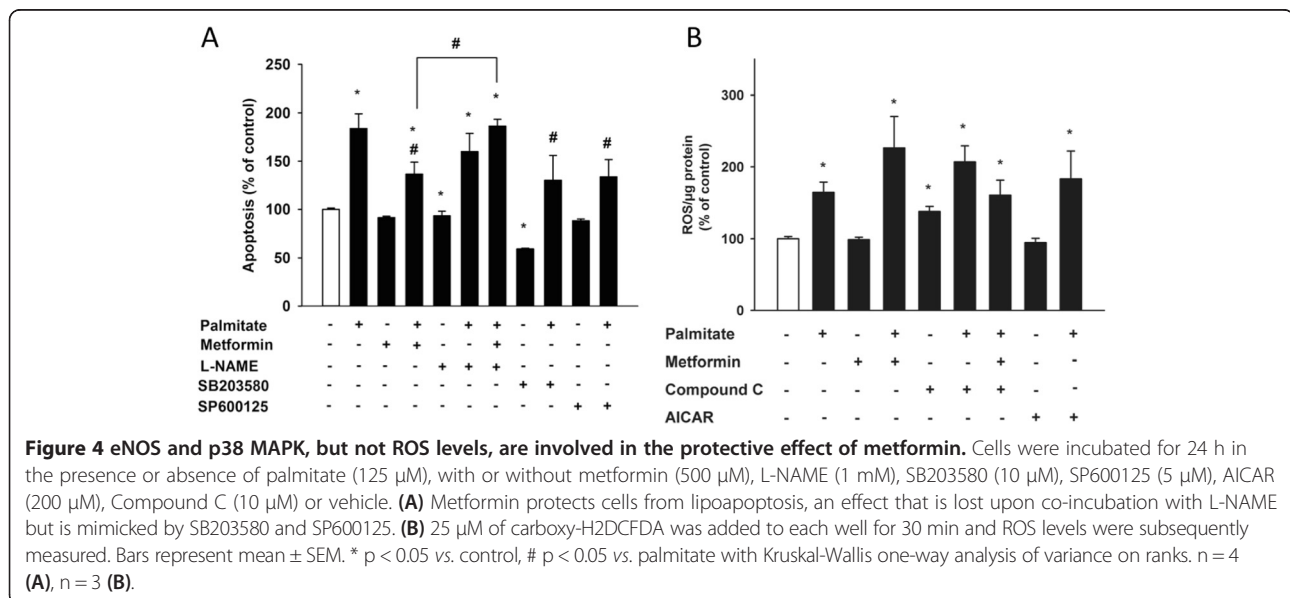 A
B
#
* * # * * * * # #
Apoptosis (% of control)
250
200
150
100
50
0
Palmitate - + - + - + + - + - +
Metformin - - + + - - + - - - -
L-NAME - - - - + + + - - - -
SB203580 - - - - - - - + + - -
SP600125 - - - - - - - - - + +
* * * * * *
ROS/µg protein
(% of control)
300
200
100
0
Palmitate - + - + - + + - +
Metformin - - + + - - + - -
Compound C - - - - + + + - -
AICAR - - - - - - - + +
Figure 4 eNOS and p38 MAPK, but not ROS levels, are involved in the protective effect of metformin. Cells were incubated for 24 h in
the presence or absence of palmitate (125 µM), with or without metformin (500 µM), L-NAME (1 mM), SB203580 (10 µM), SP600125 (5 µM), AICAR
(200 µM), Compound C (10 µM) or vehicle. (A) Metformin protects cells from lipoapoptosis, an effect that is lost upon co-incubation with L-NAME
but is mimicked by SB203580 and SP600125. (B) 25 µM of carboxy-H2DCFDA was added to each well for 30 min and ROS levels were subsequently
measured. Bars represent mean ± SEM. * p < 0.05 vs. control, # p < 0.05 vs. palmitate with Kruskal-Wallis one-way analysis of variance on ranks. n = 4
(A), n = 3 (B).